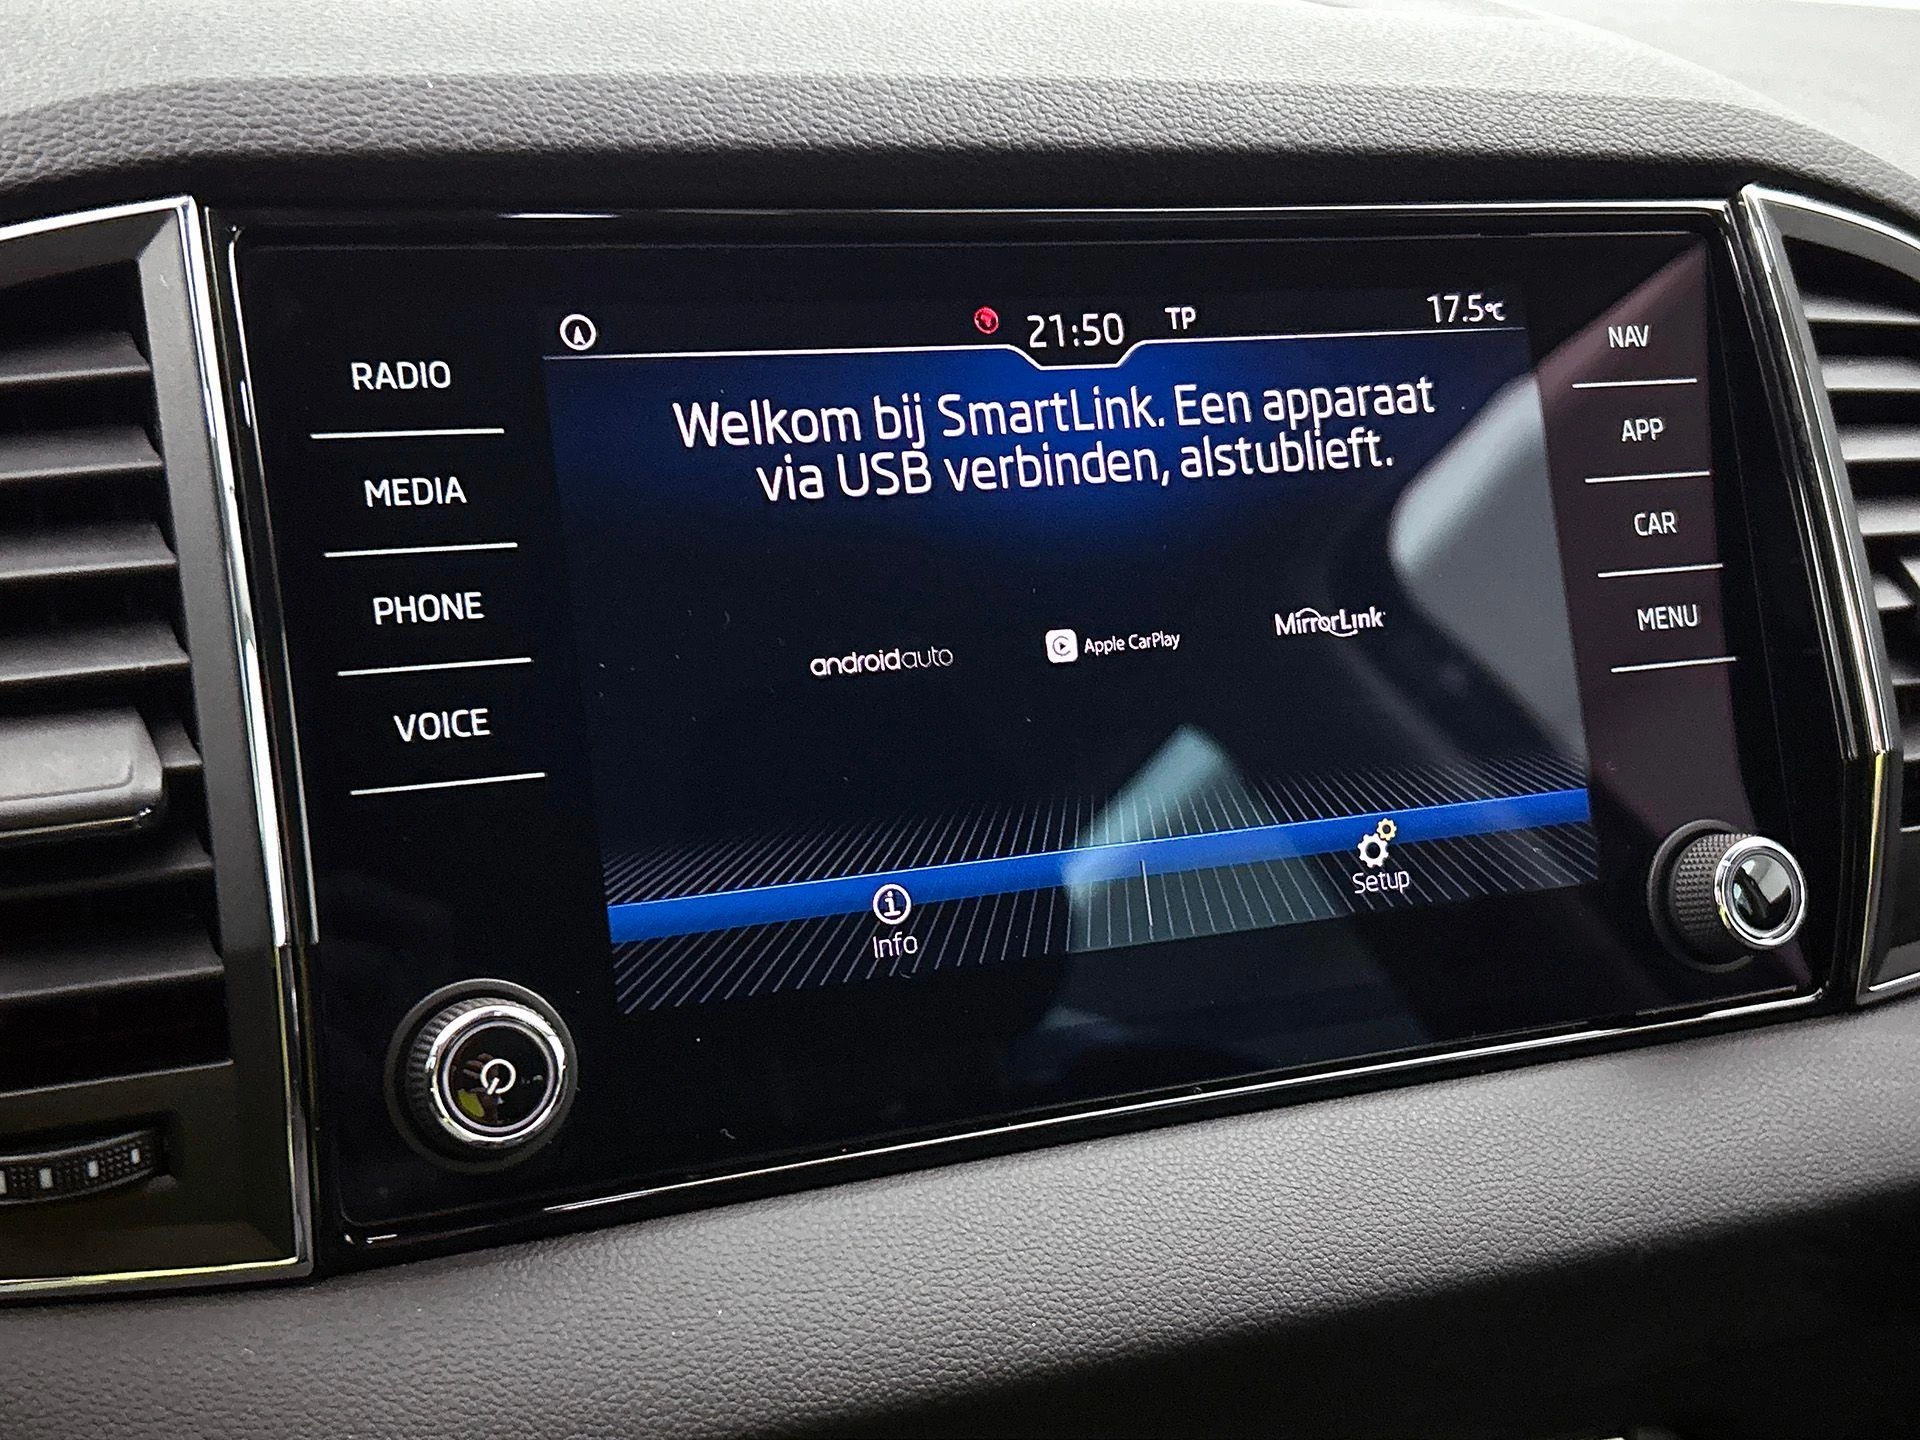 21:50 TP 17.5°C
RADIO
MEDIA
PHONE
VOICE
Welkom bij SmartLink. Een apparaat
via USB verbinden, alstublieft.
androidauto
Apple CarPlay
MirrorLink
Info
Setup
NAV
APP
CAR
MENU